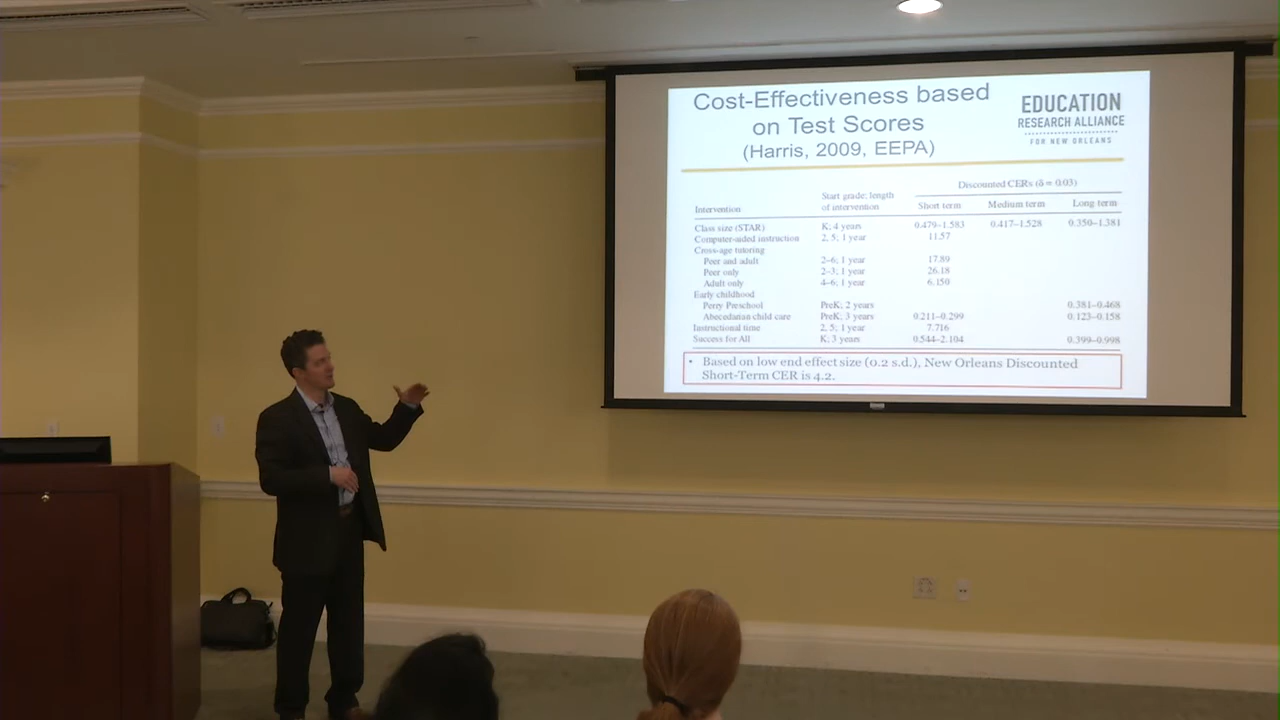 Cost-Effectiveness based
on Test Scores
(Harris, 2009, EEPA)
EDUCATION
RESEARCH ALLIANCE
FOR NEW ORLEANS
Discounted CERs (δ = 0.03)
Start grade; length
of intervention
Intervention Short term Medium term Long-term
Class size (STAR) K; 4 years 0.479–1.583 0.417–1.528 0.350–1.381
Computer-aided instruction 2, 5; 1 year 11.57
Cross-age tutoring
Peer and adult 2–6; 1 year 17.89
Peer only 2–3; 1 year 26.18
Adult only 4–6; 1 year 6.150
Early childhood
Perry Preschool PreK; 2 years 0.381–0.468
Abecedarian child care PreK; 3 years 0.211–0.299 0.123–0.158
Instructional time 2, 5; 1 year 7.716
Success for All K; 3 years 0.544–2.104 0.399–0.998
• Based on low end effect size (0.2 s.d.), New Orleans Discounted
Short-Term CER is 4.2.